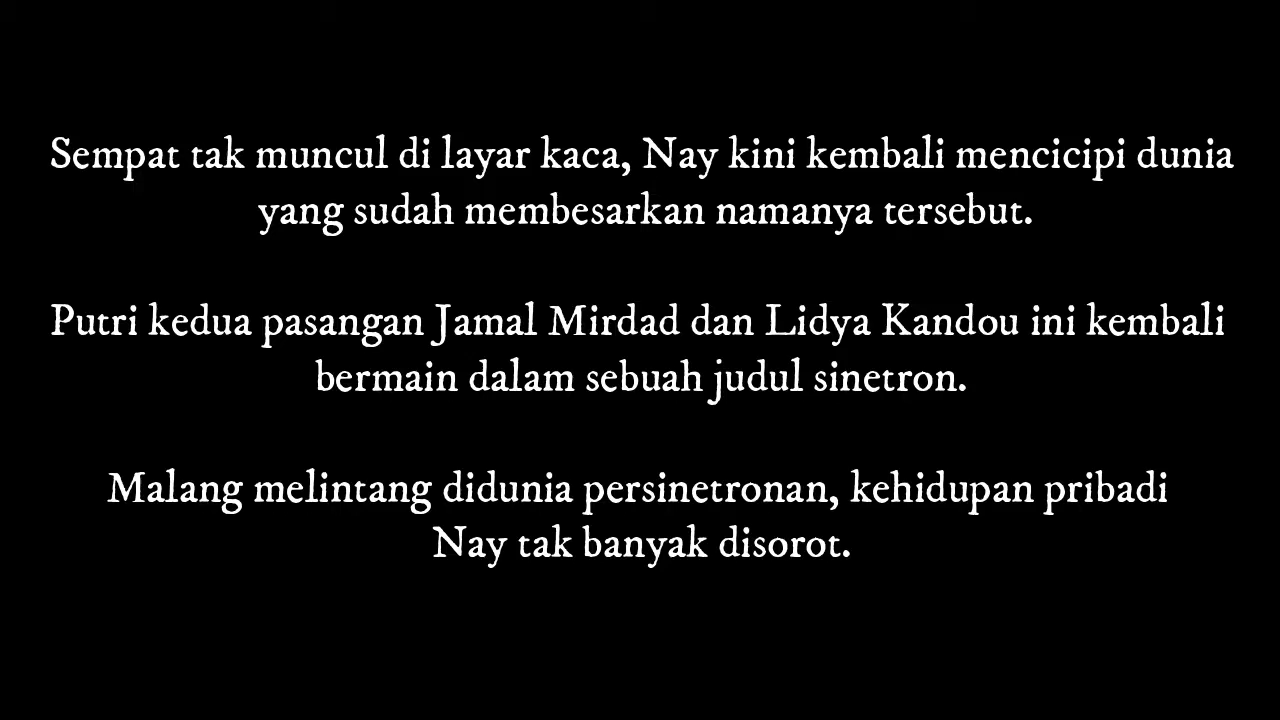 Sempat tak muncul di layar kaca, Nay kini kembali mencicipi dunia
yang sudah membesarkan namanya tersebut.
Putri kedua pasangan Jamal Mirdad dan Lidya Kandou ini kembali
bermain dalam sebuah judul sinetron.
Malang melintang didunia persinetronan, kehidupan pribadi
Nay tak banyak disorot.